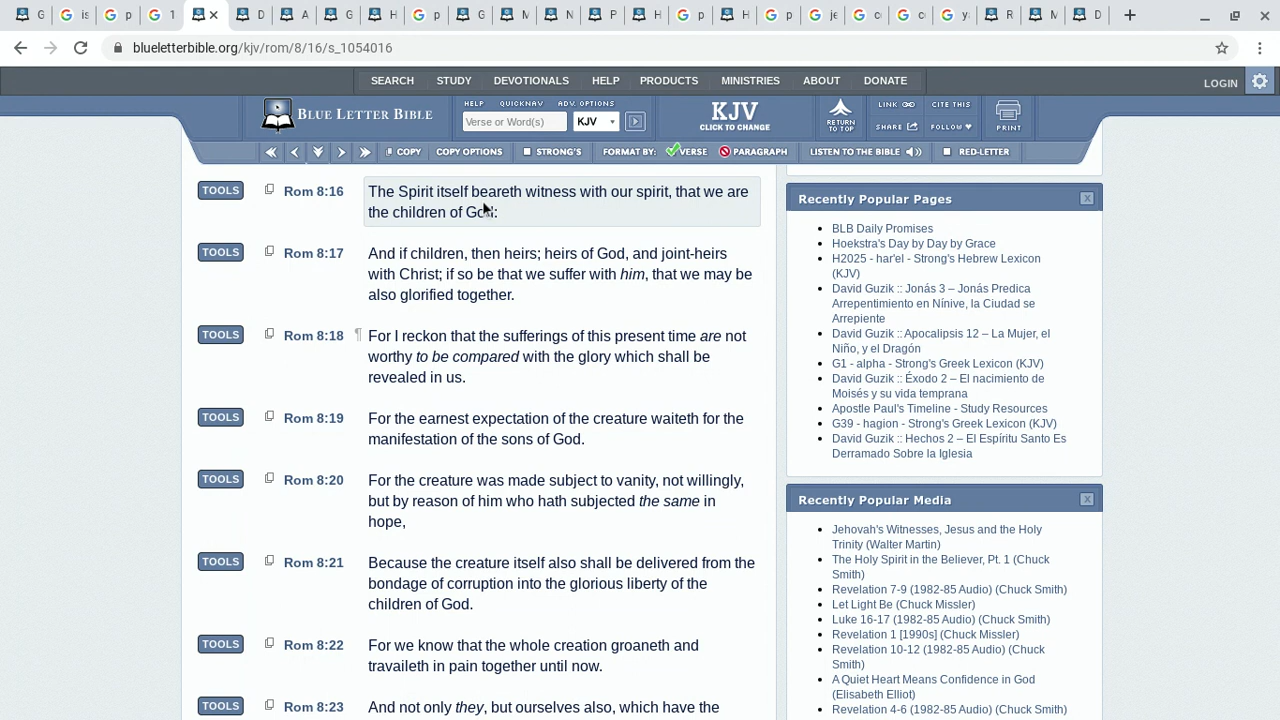 is
p
1
D
A
G
H
p
G
M
N
P
H
p
H
p
je
co
co
y
R
M
D
blueletterbible.org/kjv/rom/8/16/s_1054016
SEARCH STUDY DEVOTIONALS HELP PRODUCTS MINISTRIES ABOUT DONATE
LOGIN
BLUE LETTER BIBLE
HELP QUICKNAV ADV. OPTIONS
Verse or Word(s) KJV
KJV
CLICK TO CHANGE
RETURN
TO TOP
LINK CITE THIS
SHARE FOLLOW
PRINT
COPY COPY OPTIONS STRONG'S FORMAT BY: VERSE PARAGRAPH LISTEN TO THE BIBLE RED-LETTER
TOOLS Rom 8:16 The Spirit itself beareth witness with our spirit, that we are
the children of God:
TOOLS Rom 8:17 And if children, then heirs; heirs of God, and joint-heirs
with Christ; if so be that we suffer with him, that we may be
also glorified together.
TOOLS Rom 8:18 ¶ For I reckon that the sufferings of this present time are not
worthy to be compared with the glory which shall be
revealed in us.
TOOLS Rom 8:19 For the earnest expectation of the creature waiteth for the
manifestation of the sons of God.
TOOLS Rom 8:20 For the creature was made subject to vanity, not willingly,
but by reason of him who hath subjected the same in
hope,
TOOLS Rom 8:21 Because the creature itself also shall be delivered from the
bondage of corruption into the glorious liberty of the
children of God.
TOOLS Rom 8:22 For we know that the whole creation groaneth and
travaileth in pain together until now.
TOOLS Rom 8:23 And not only they, but ourselves also, which have the
Recently Popular Pages
BLB Daily Promises
Hoekstra's Day by Day by Grace
H2025 - har'el - Strong's Hebrew Lexicon
(KJV)
David Guzik :: Jonás 3 – Jonás Predica
Arrepentimiento en Nínive, la Ciudad se
Arrepiente
David Guzik :: Apocalipsis 12 – La Mujer, el
Niño, y el Dragón
G1 - alpha - Strong's Greek Lexicon (KJV)
David Guzik :: Éxodo 2 – El nacimiento de
Moisés y su vida temprana
Apostle Paul's Timeline - Study Resources
G39 - hagion - Strong's Greek Lexicon (KJV)
David Guzik :: Hechos 2 – El Espíritu Santo Es
Derramado Sobre la Iglesia
Recently Popular Media
Jehovah's Witnesses, Jesus and the Holy
Trinity (Walter Martin)
The Holy Spirit in the Believer, Pt. 1 (Chuck
Smith)
Revelation 7-9 (1982-85 Audio) (Chuck Smith)
Let Light Be (Chuck Missler)
Luke 16-17 (1982-85 Audio) (Chuck Smith)
Revelation 1 [1990s] (Chuck Missler)
Revelation 10-12 (1982-85 Audio) (Chuck
Smith)
A Quiet Heart Means Confidence in God
(Elisabeth Elliot)
Revelation 4-6 (1982-85 Audio) (Chuck Smith)